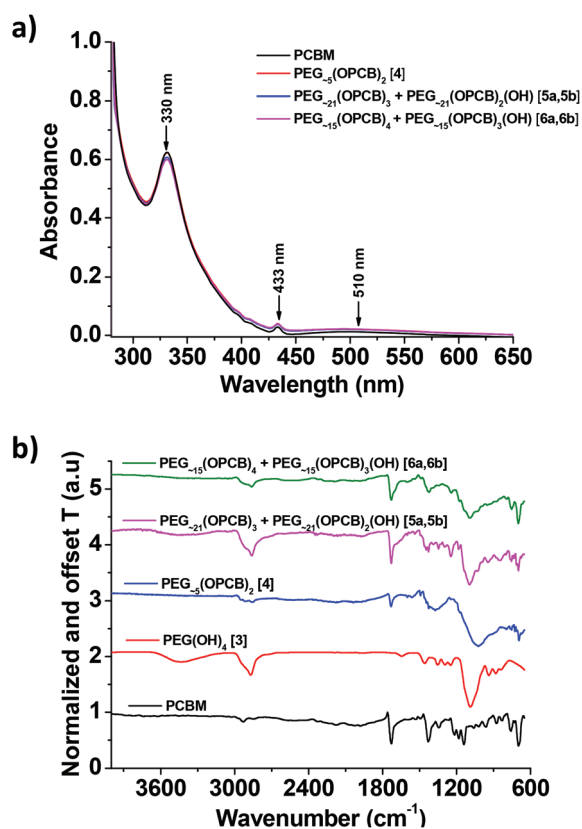 a)
1.0
0.8
0.6
0.4
0.2
0.0
Absorbance
330 nm
433 nm
510 nm
PCBM
PEG~5(OPCB)2 [4]
PEG~21(OPCB)3 + PEG~21(OPCB)2(OH) [5a,5b]
PEG~15(OPCB)4 + PEG~15(OPCB)3(OH) [6a,6b]
300 350 400 450 500 550 600 650
Wavelength (nm)
b)
Normalized and offset T (a.u)
5
4
3
2
1
0
PEG~15(OPCB)4 + PEG~15(OPCB)3(OH) [6a,6b]
PEG~21(OPCB)3 + PEG~21(OPCB)2(OH) [5a,5b]
PEG~5(OPCB)2 [4]
PEG(OH)4 [3]
PCBM
3600 3000 2400 1800 1200 600
Wavenumber (cm-1)